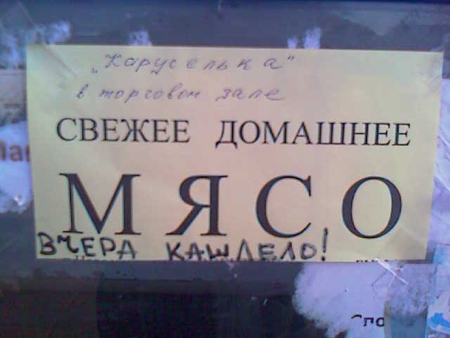 „Каруселька"
в торговом зале
СВЕЖЕЕ ДОМАШНЕЕ
МЯСО
ВЧЕРА КАШЛЕЛО!